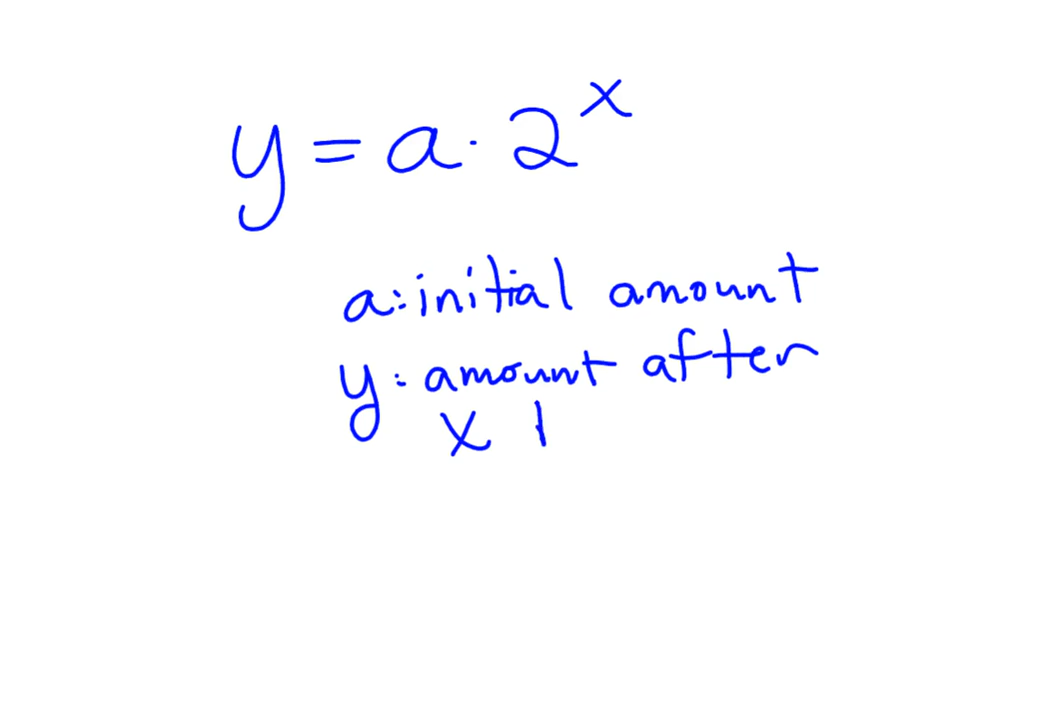 y = a · 2^x
a: initial amount
y: amount after
x